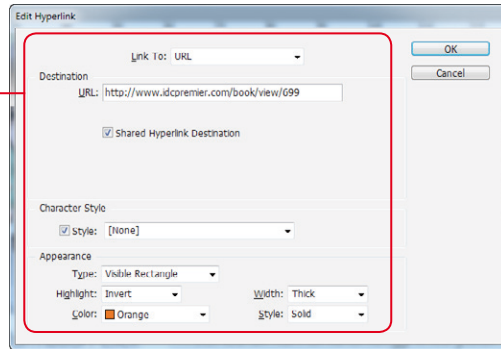 Edit Hyperlink
Link To: URL
OK
Cancel
Destination
URL: http://www.idcpremier.com/book/view/699
Shared Hyperlink Destination
Character Style
Style: [None]
Appearance
Type: Visible Rectangle
Highlight: Invert Width: Thick
Color: Orange Style: Solid